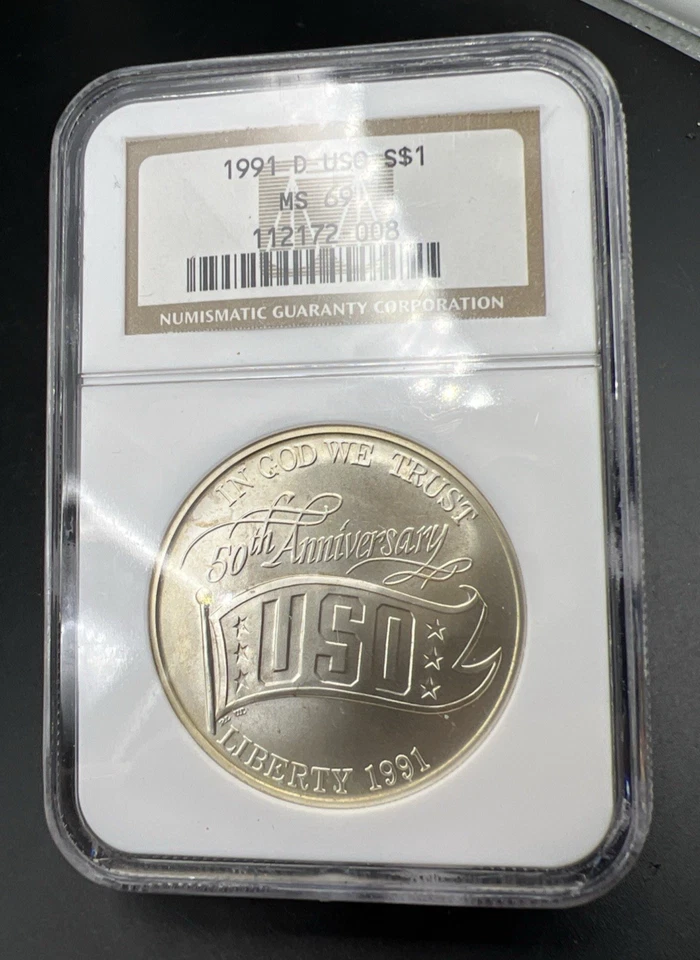 1991 D USO S$1
MS 69
112172 008
NUMISMATIC GUARANTY CORPORATION
IN GOD WE TRUST
50th Anniversary
USO
LIBERTY 1991